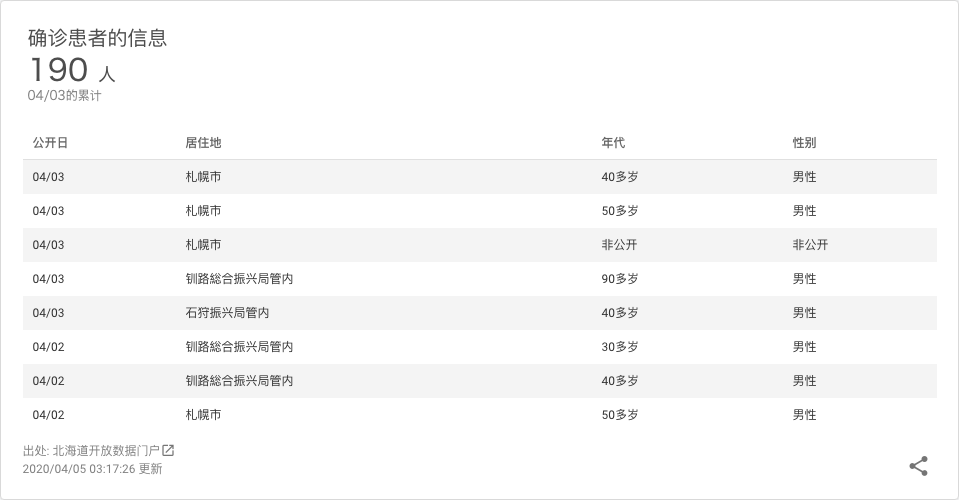 确诊患者的信息
190 人
04/03的累计
公开日 居住地 年代 性别
04/03 札幌市 40多岁 男性
04/03 札幌市 50多岁 男性
04/03 札幌市 非公开 非公开
04/03 钏路総合振兴局管内 90多岁 男性
04/03 石狩振兴局管内 40多岁 男性
04/02 钏路総合振兴局管内 30多岁 男性
04/02 钏路総合振兴局管内 40多岁 男性
04/02 札幌市 50多岁 男性
出处: 北海道开放数据门户
2020/04/05 03:17:26 更新